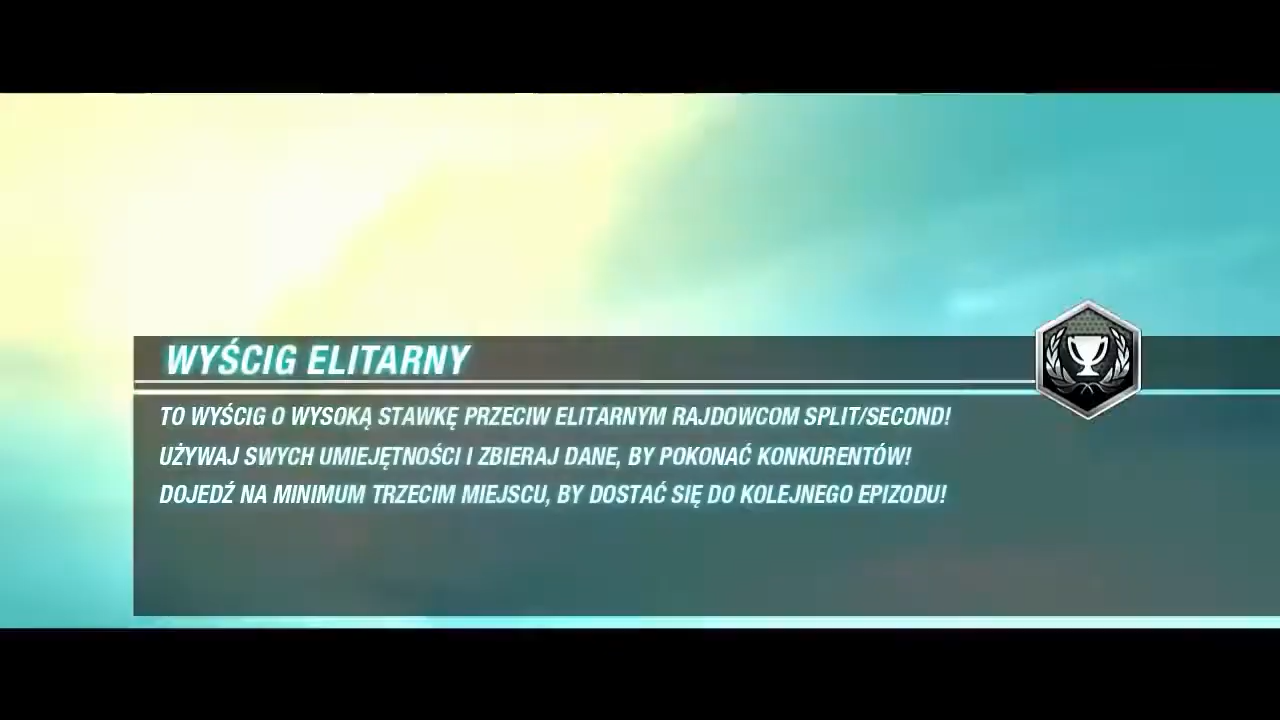 WYŚCIG ELITARNY
TO WYŚCIG O WYSOKĄ STAWKĘ PRZECIW ELITARNYM RAJDOWCOM SPLIT/SECOND!
UŻYWAJ SWYCH UMIEJĘTNOŚCI I ZBIERAJ DANE, BY POKONAĆ KONKURENTÓW!
DOJEDŹ NA MINIMUM TRZECIM MIEJSCU, BY DOSTAĆ SIĘ DO KOLEJNEGO EPIZODU!